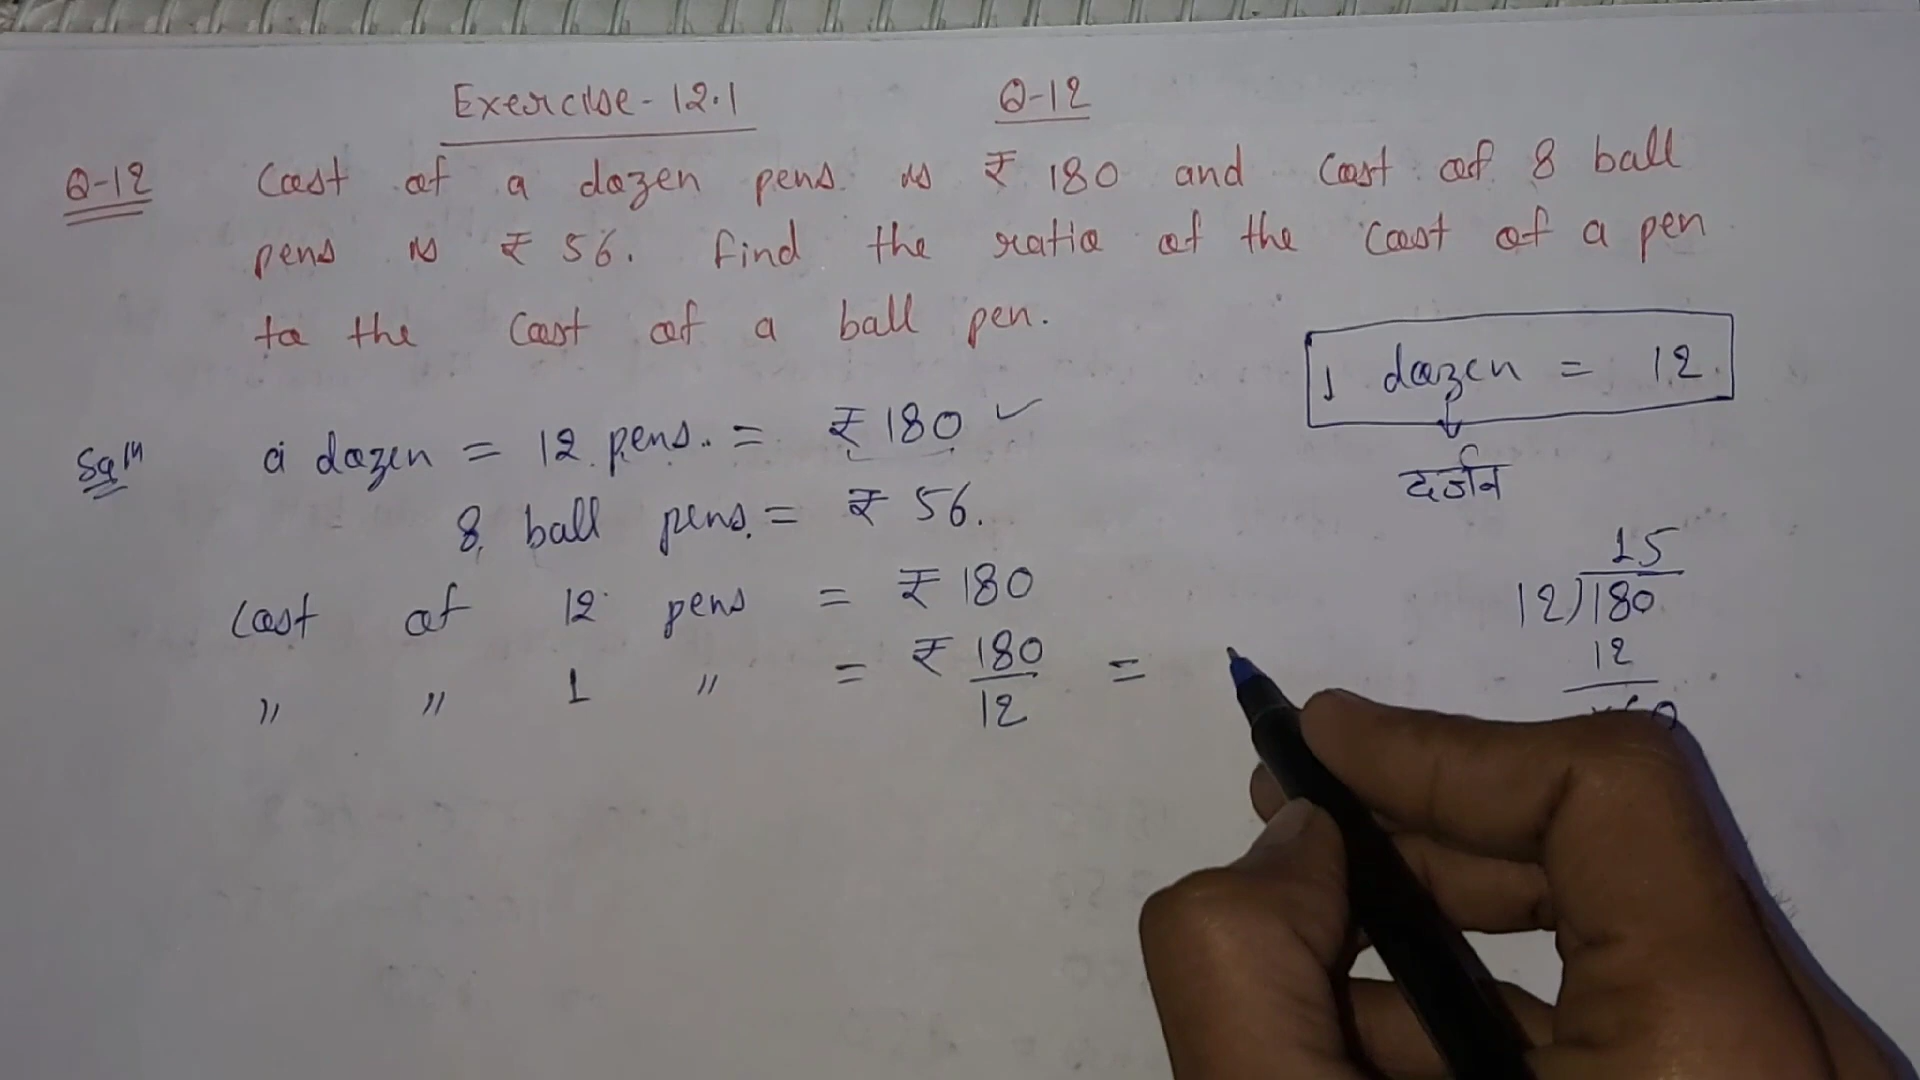 Exercise - 12.1 Q-12
Q-12 Cost of a dozen pens is ₹ 180 and cost of 8 ball
pens is ₹ 56. Find the ratio of the cost of a pen
to the cost of a ball pen.
1 dozen = 12
दर्जन
Solⁿ a dozen = 12 pens. = ₹ 180 ✓
8 ball pens = ₹ 56.
Cost of 12 pens = ₹ 180
" " 1 " = ₹ 180/12 =
15
12)180
12